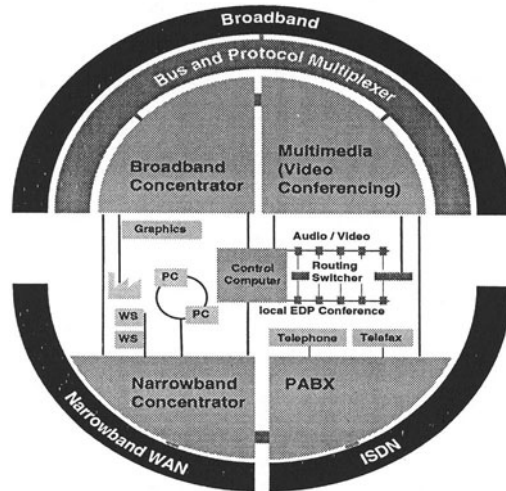 Broadband
Bus and Protocol Multiplexer
Broadband
Concentrator
Multimedia
(Video
Conferencing)
Graphics
Audio / Video
PC
Control
Computer
Routing
Switcher
WS
PC
local EDP Conference
WS
Telephone
Telefax
Narrowband
Concentrator
PABX
Narrowband WAN
ISDN